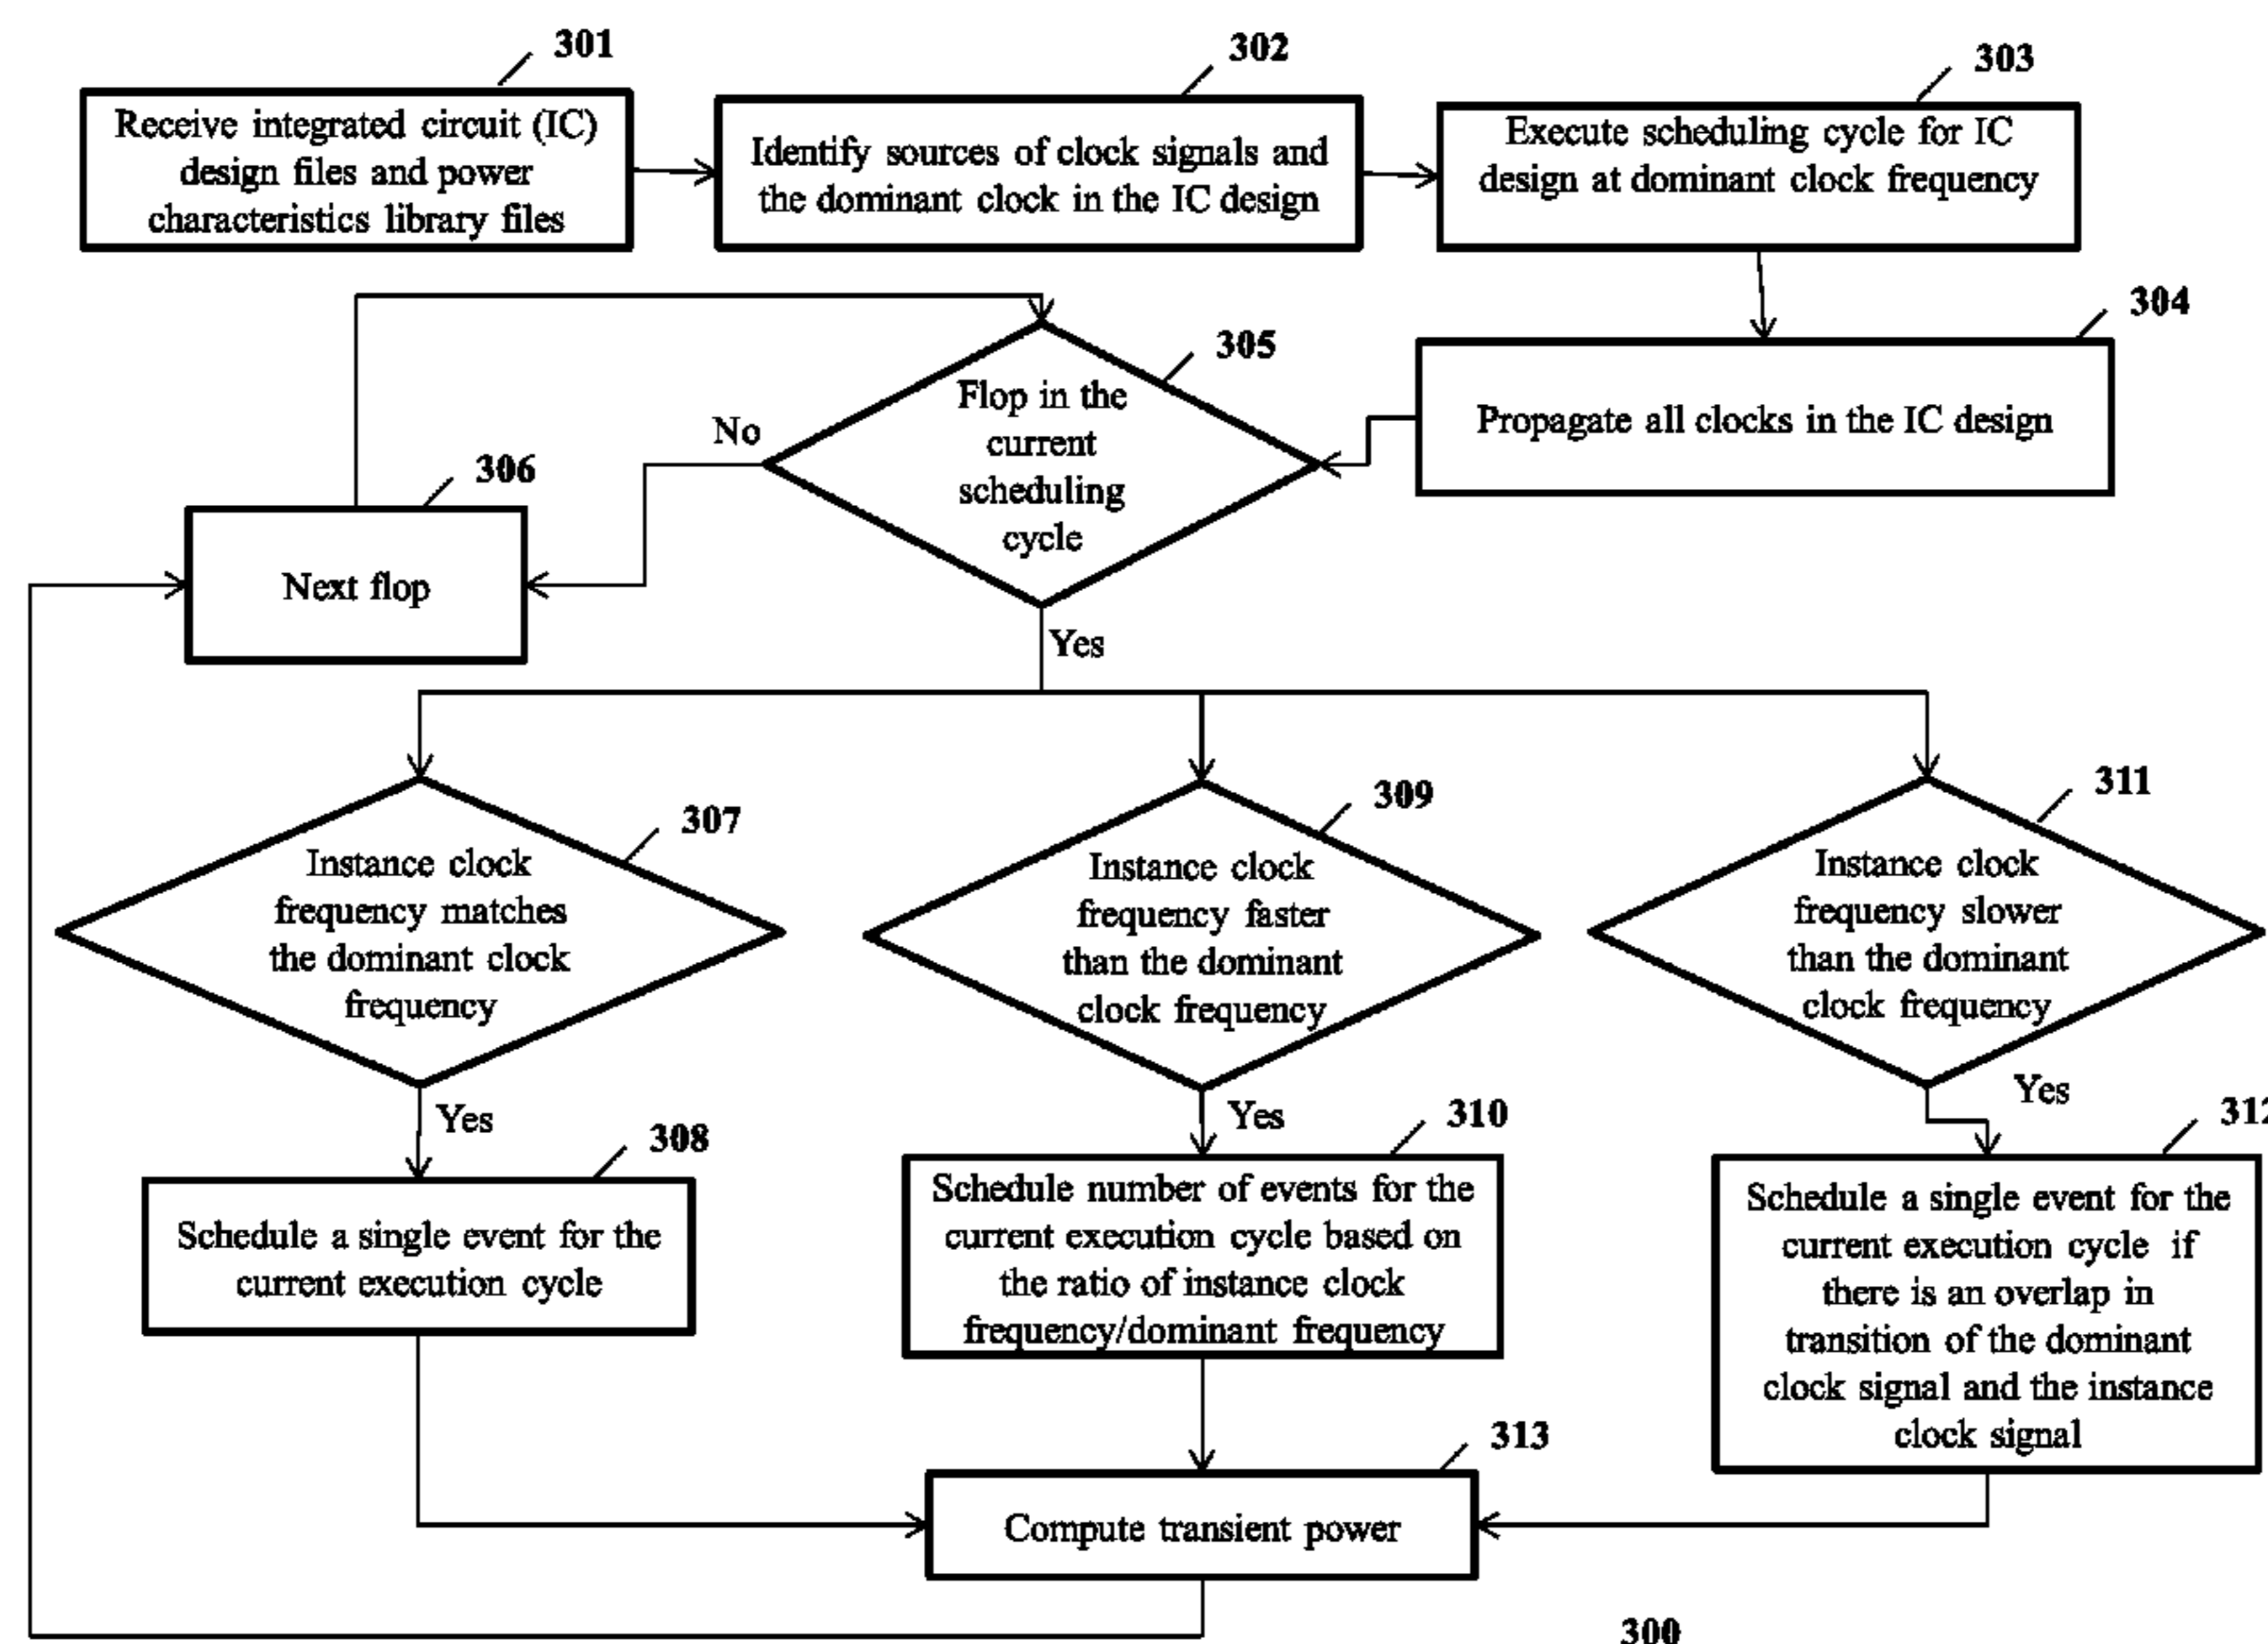 301
Receive integrated circuit (IC)
design files and power
characteristics library files
302
Identify sources of clock signals and
the dominant clock in the IC design
303
Execute scheduling cycle for IC
design at dominant clock frequency
304
Propagate all clocks in the IC design
305
Flop in the
current
scheduling
cycle
No
306
Next flop
Yes
307
Instance clock
frequency matches
the dominant clock
frequency
309
Instance clock
frequency faster
than the dominant
clock frequency
311
Instance clock
frequency slower
than the dominant
clock frequency
Yes
308
Schedule a single event for the
current execution cycle
Yes
310
Schedule number of events for the
current execution cycle based on
the ratio of instance clock
frequency/dominant frequency
Yes
312
Schedule a single event for the
current execution cycle if
there is an overlap in
transition of the dominant
clock signal and the instance
clock signal
313
Compute transient power
300